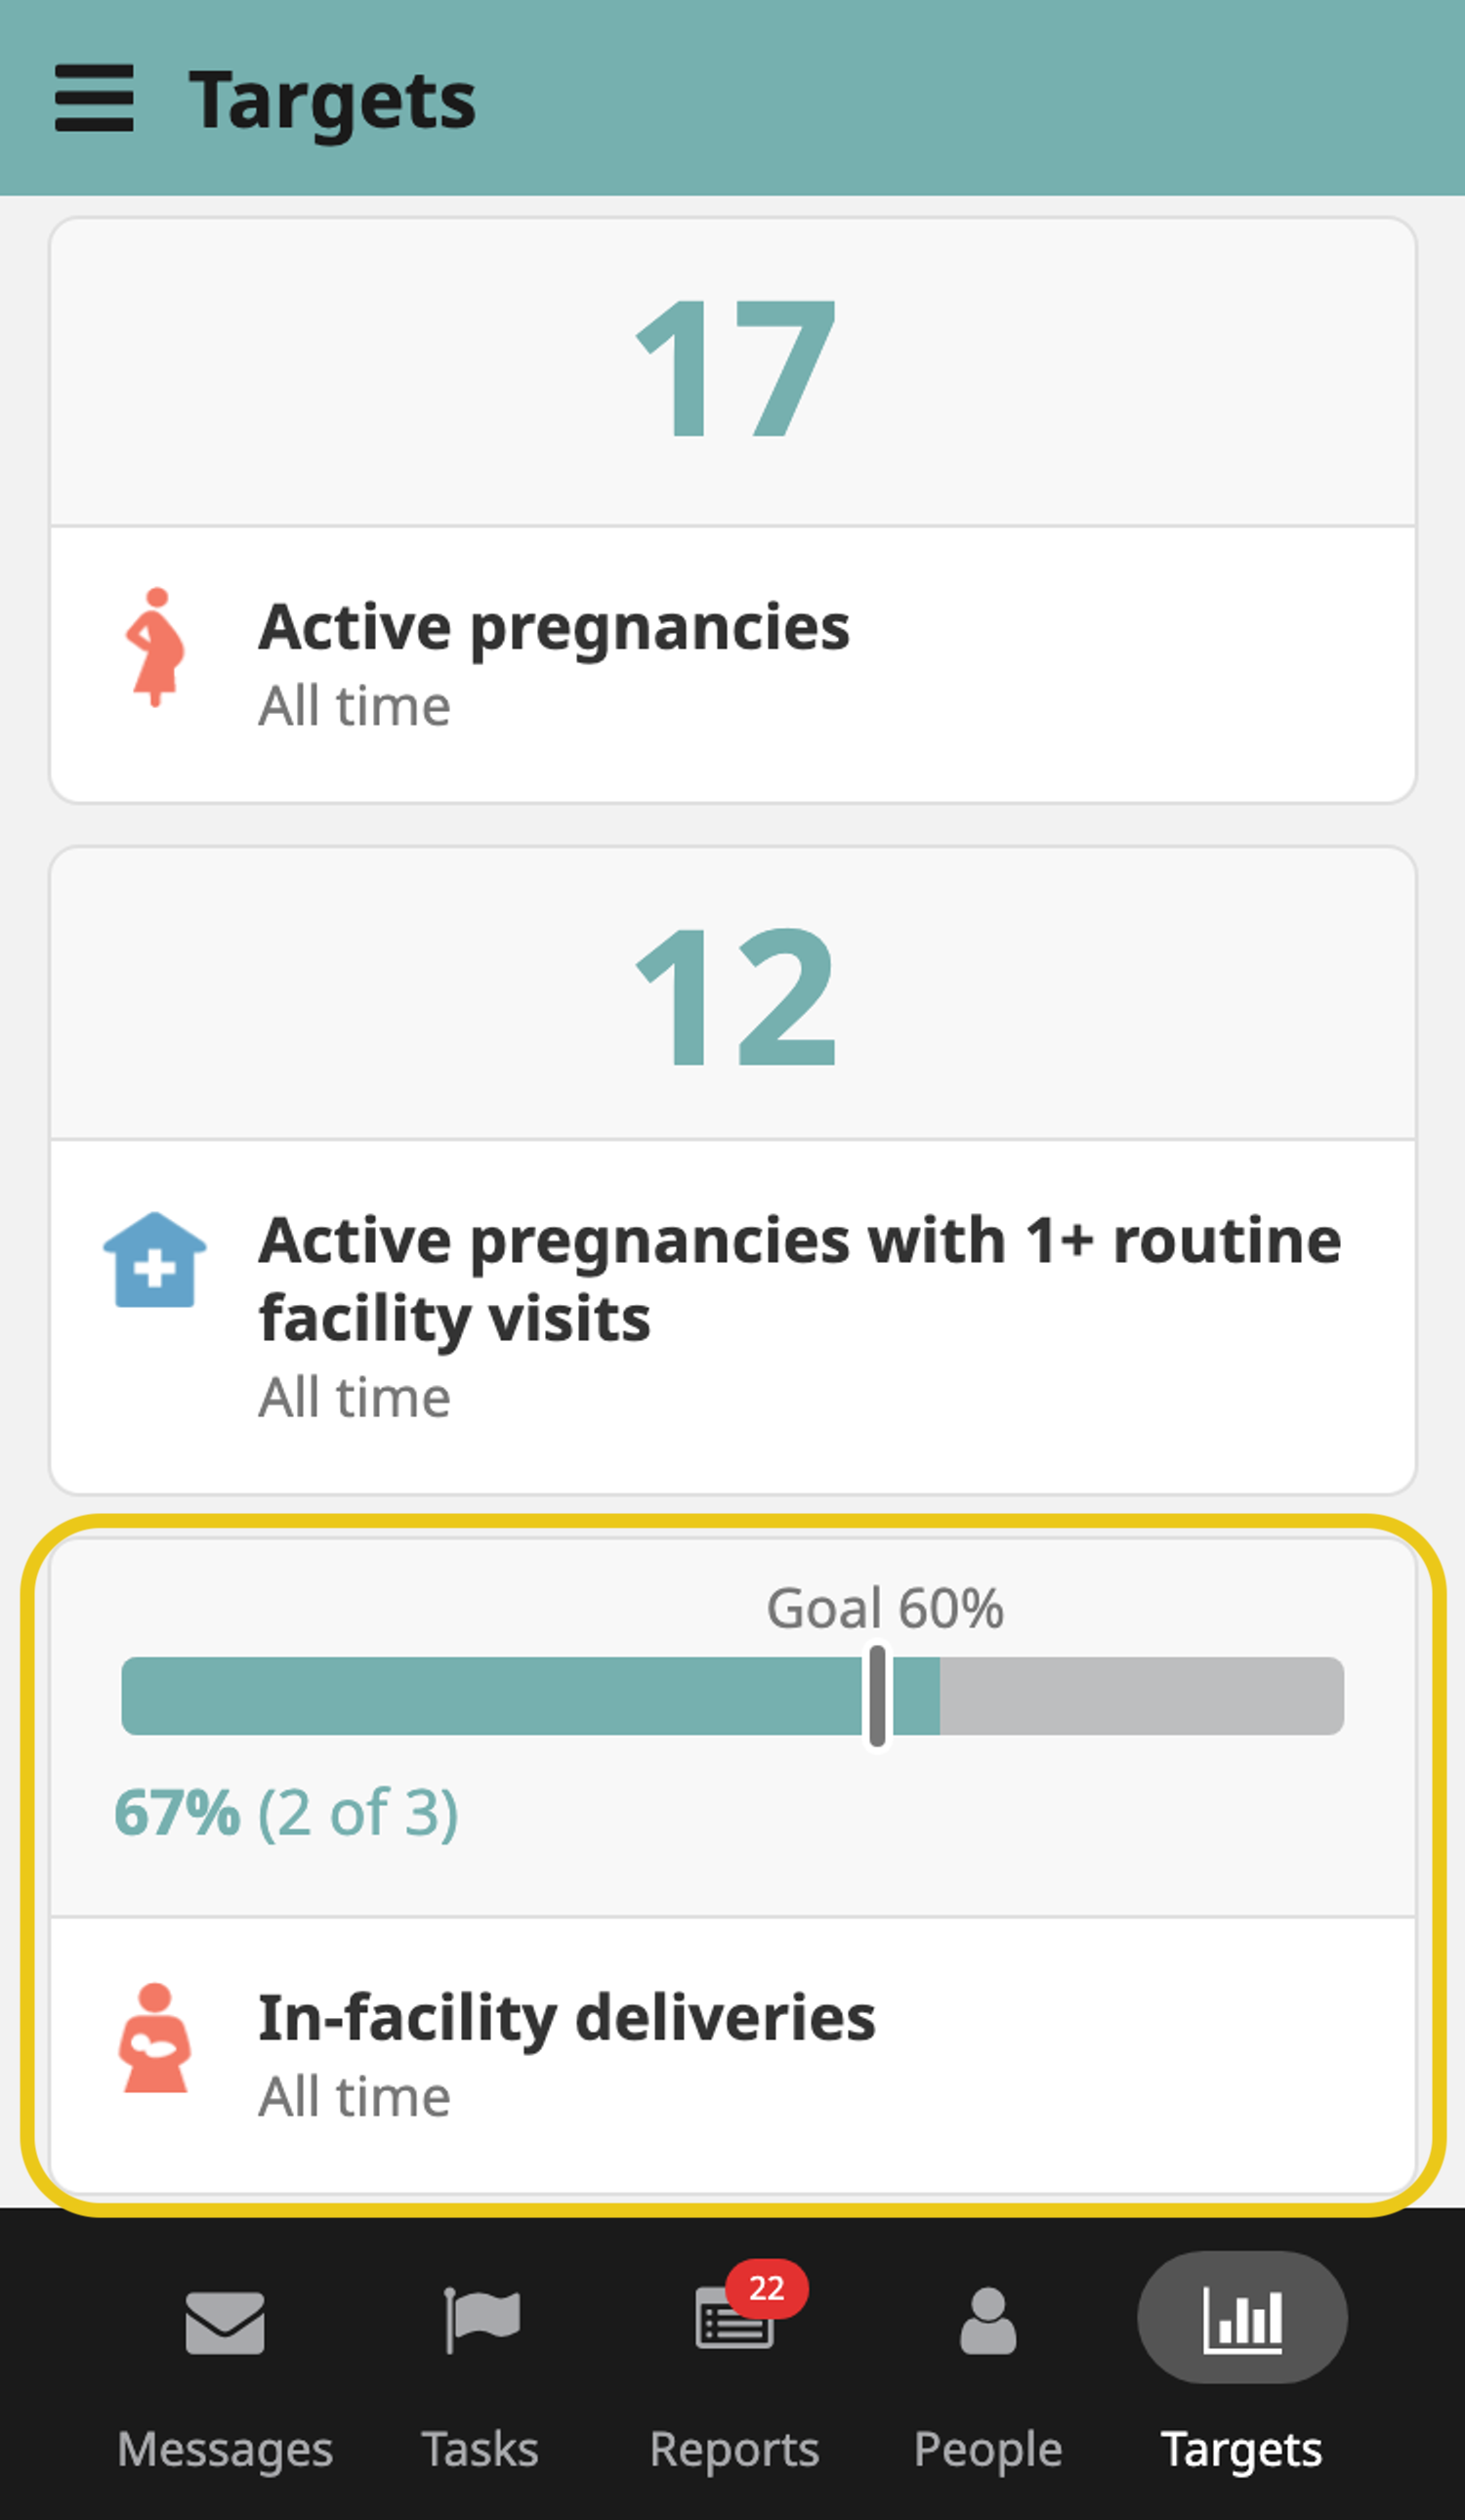 Targets
17
Active pregnancies
All time
12
Active pregnancies with 1+ routine
facility visits
All time
Goal 60%
67% (2 of 3)
In-facility deliveries
All time
22
Messages Tasks Reports People Targets